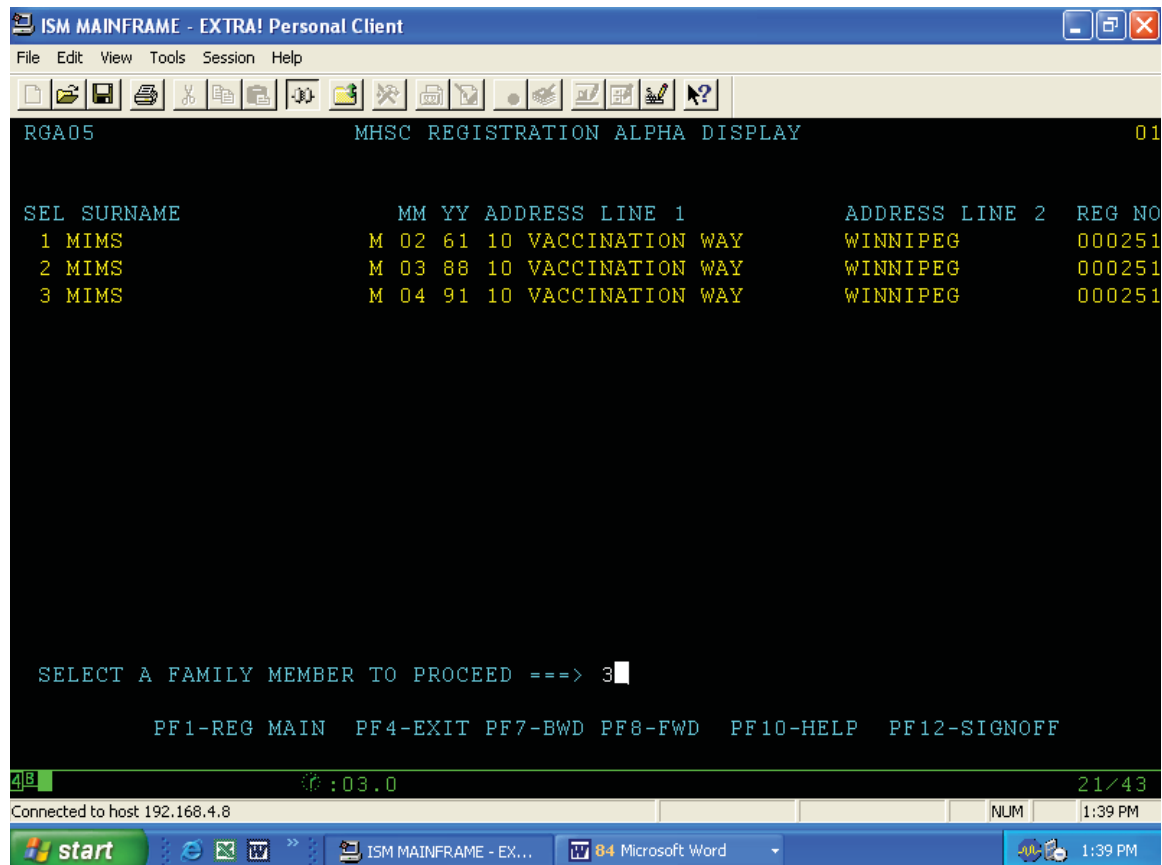 ISM MAINFRAME - EXTRA! Personal Client
File Edit View Tools Session Help
RGA05 MHSC REGISTRATION ALPHA DISPLAY 01
SEL SURNAME MM YY ADDRESS LINE 1 ADDRESS LINE 2 REG NO
1 MIMS M 02 61 10 VACCINATION WAY WINNIPEG 000251
2 MIMS M 03 88 10 VACCINATION WAY WINNIPEG 000251
3 MIMS M 04 91 10 VACCINATION WAY WINNIPEG 000251
SELECT A FAMILY MEMBER TO PROCEED ===> 3
PF1-REG MAIN PF4-EXIT PF7-BWD PF8-FWD PF10-HELP PF12-SIGNOFF
4B :03.0 21/43
Connected to host 192.168.4.8 NUM 1:39 PM
start ISM MAINFRAME - EX... 84 Microsoft Word 1:39 PM